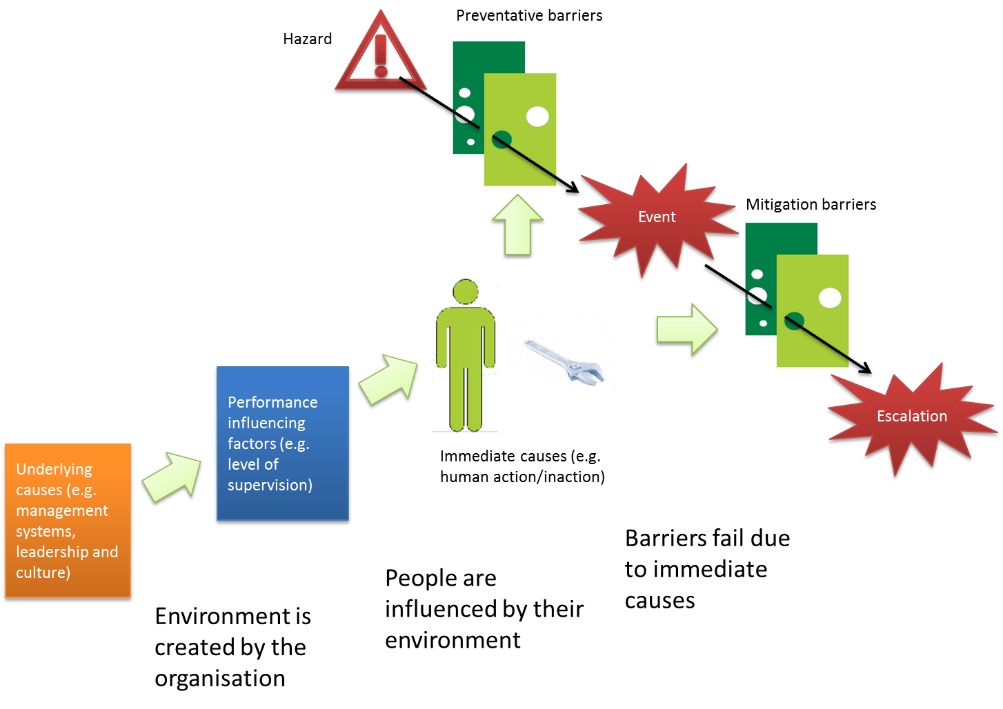 Preventative barriers
Hazard
Event
Mitigation barriers
Escalation
Performance
influencing
factors (e.g.
level of
supervision)
Immediate causes (e.g.
human action/inaction)
Underlying
causes (e.g.
management
systems,
leadership and
culture)
Barriers fail due
to immediate
causes
People are
influenced by their
environment
Environment is
created by the
organisation